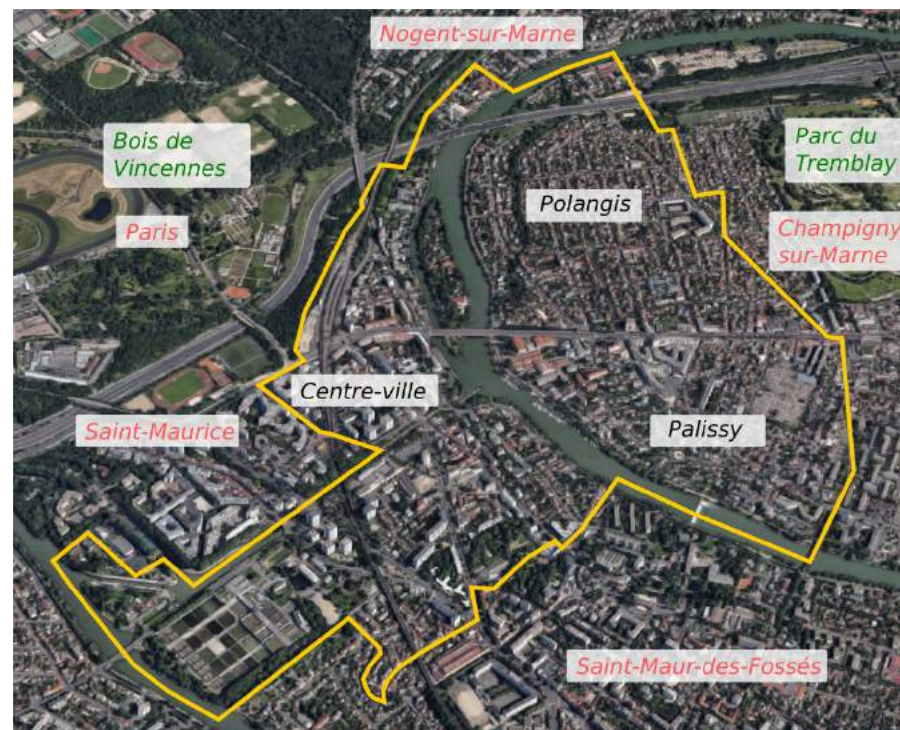 Nogent-sur-Marne
Bois de
Vincennes
Parc du
Tremblay
Polangis
Paris
Champigny
sur-Marne
Centre-ville
Saint-Maurice
Palissy
Saint-Maur-des-Fossés